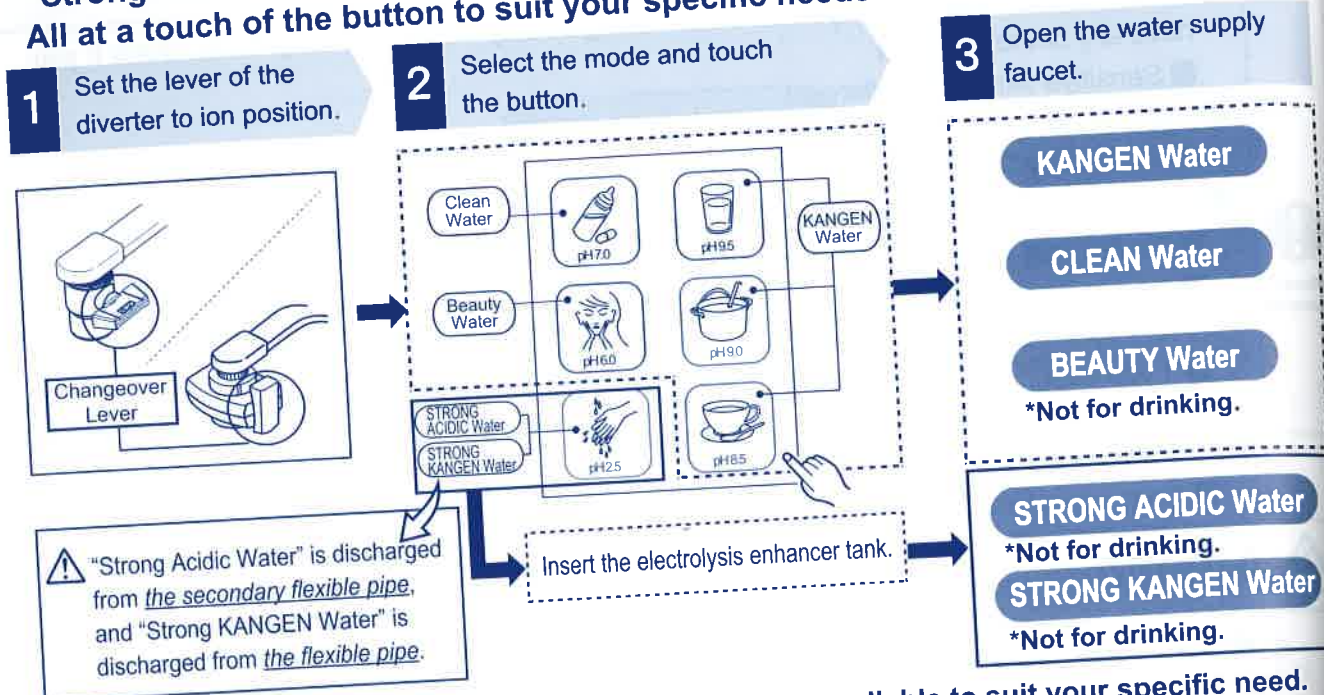 All at a touch of the button to suit your specific needs
1
Set the lever of the
diverter to ion position.
2
Select the mode and touch
the button.
3
Open the water supply
faucet.
Changeover
Lever
Clean
Water
pH7.0
pH9.5
KANGEN
Water
Beauty
Water
pH6.0
pH9.0
STRONG
ACIDIC Water
STRONG
KANGEN Water
pH2.5
pH8.5
KANGEN Water
CLEAN Water
BEAUTY Water
*Not for drinking.
"Strong Acidic Water" is discharged
from the secondary flexible pipe,
and "Strong KANGEN Water" is
discharged from the flexible pipe.
Insert the electrolysis enhancer tank.
STRONG ACIDIC Water
*Not for drinking.
STRONG KANGEN Water
*Not for drinking.
to suit your specific need.